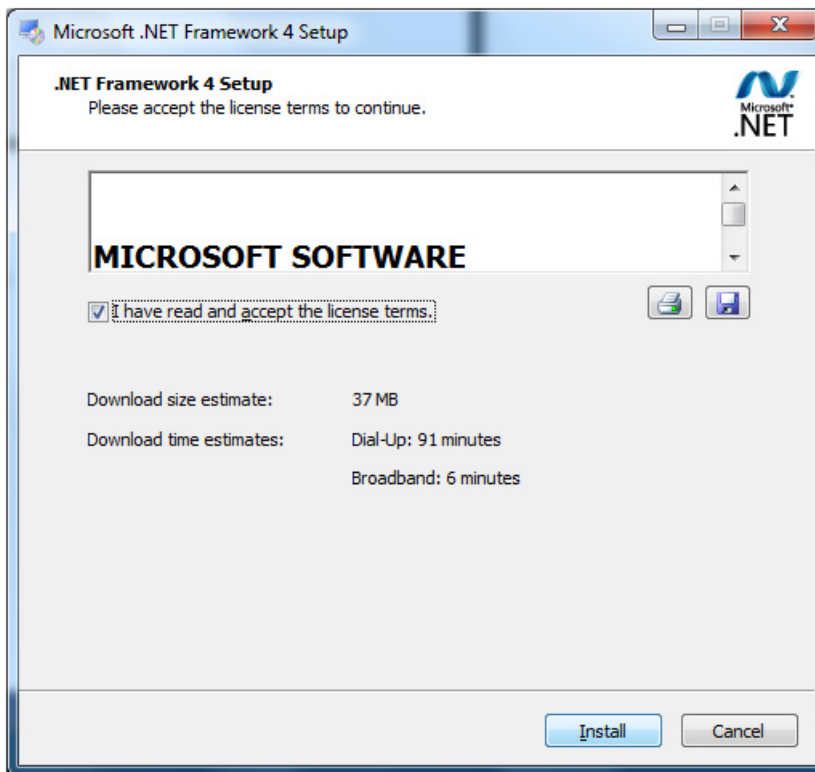 Microsoft .NET Framework 4 Setup
.NET Framework 4 Setup
Please accept the license terms to continue.
Microsoft
.NET
MICROSOFT SOFTWARE
I have read and accept the license terms.
Download size estimate: 37 MB
Download time estimates: Dial-Up: 91 minutes
Broadband: 6 minutes
Install Cancel